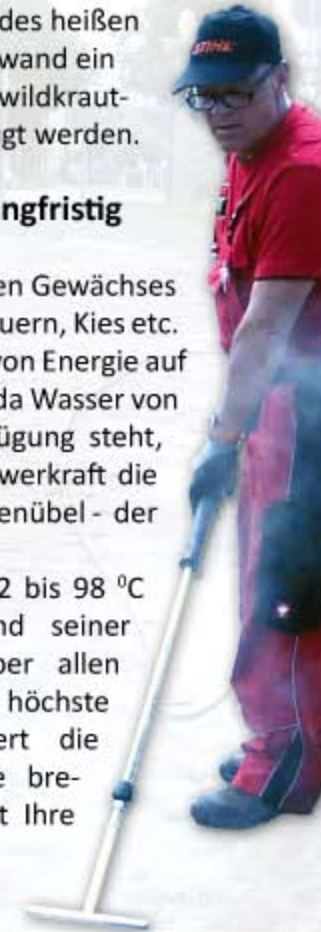 des heißen
wand ein
wildkraut-
gt werden.
ngfristig
en Gewächses
uern, Kies etc.
von Energie auf
da Wasser von
ügung steht,
werkraft die
enübel - der
2 bis 98 ⁰C
nd seiner
ber allen
höchste
ert die
e bre-
t Ihre
STIHL